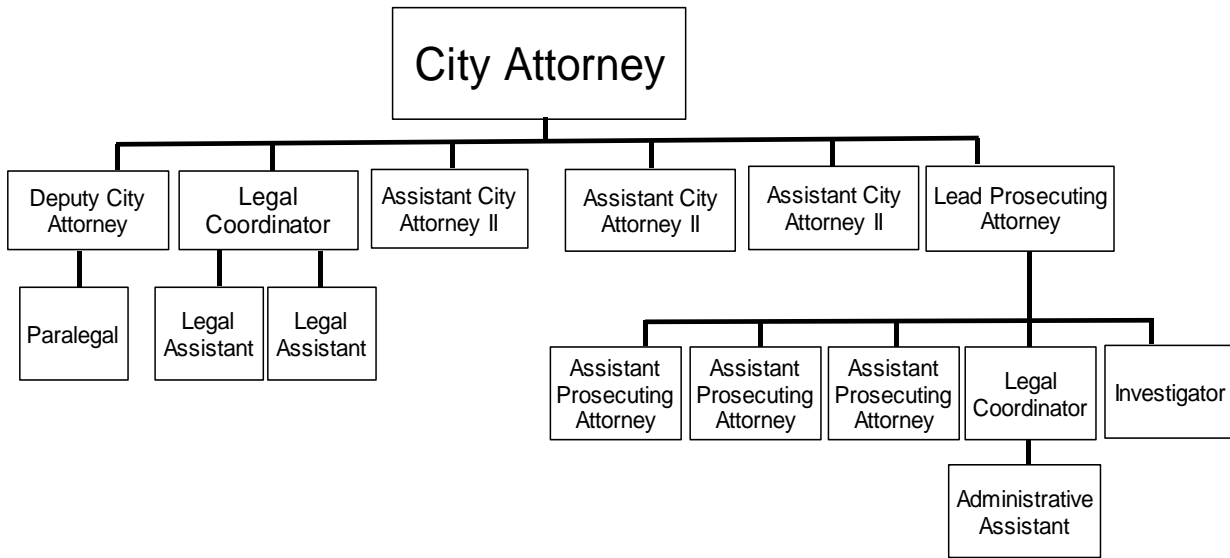 City Attorney
Deputy City
Attorney
Legal
Coordinator
Assistant City
Attorney II
Assistant City
Attorney II
Assistant City
Attorney II
Lead Prosecuting
Attorney
Paralegal
Legal
Assistant
Legal
Assistant
Assistant
Prosecuting
Attorney
Assistant
Prosecuting
Attorney
Assistant
Prosecuting
Attorney
Legal
Coordinator
Investigator
Administrative
Assistant